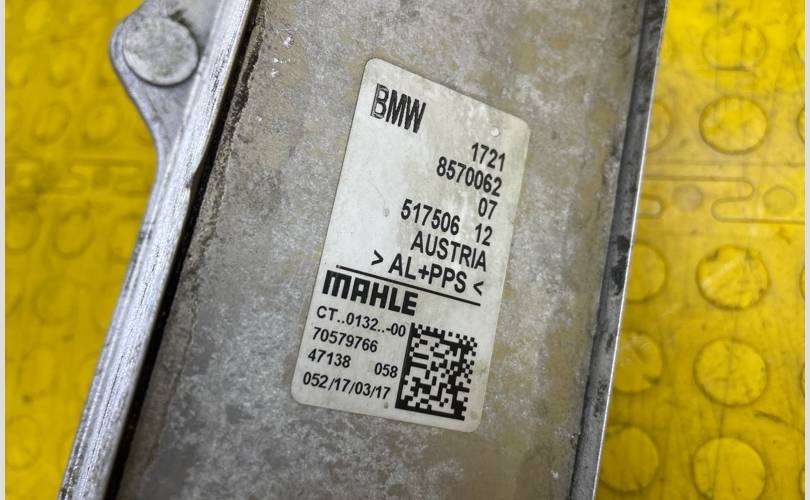 BMW
1721
8570062
07
517506 12
AUSTRIA
> AL+PPS <
MAHLE
CT..0132..-00
70579766
47138 058
052/17/03/17